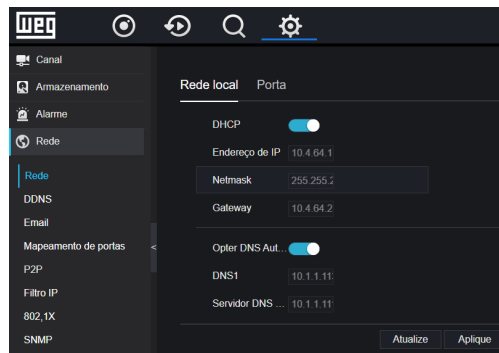 weg
Canal
Armazenamento
Alarme
Rede
Rede
DDNS
Email
Mapeamento de portas
P2P
Filtro IP
802,1X
SNMP
<
Rede local Porta
DHCP
Endereço de IP 10.4.64.1
Netmask 255.255.2
Gateway 10.4.64.2
Opter DNS Aut...
DNS1 10.1.1.11
Servidor DNS ... 10.1.1.11
Atualize Aplique